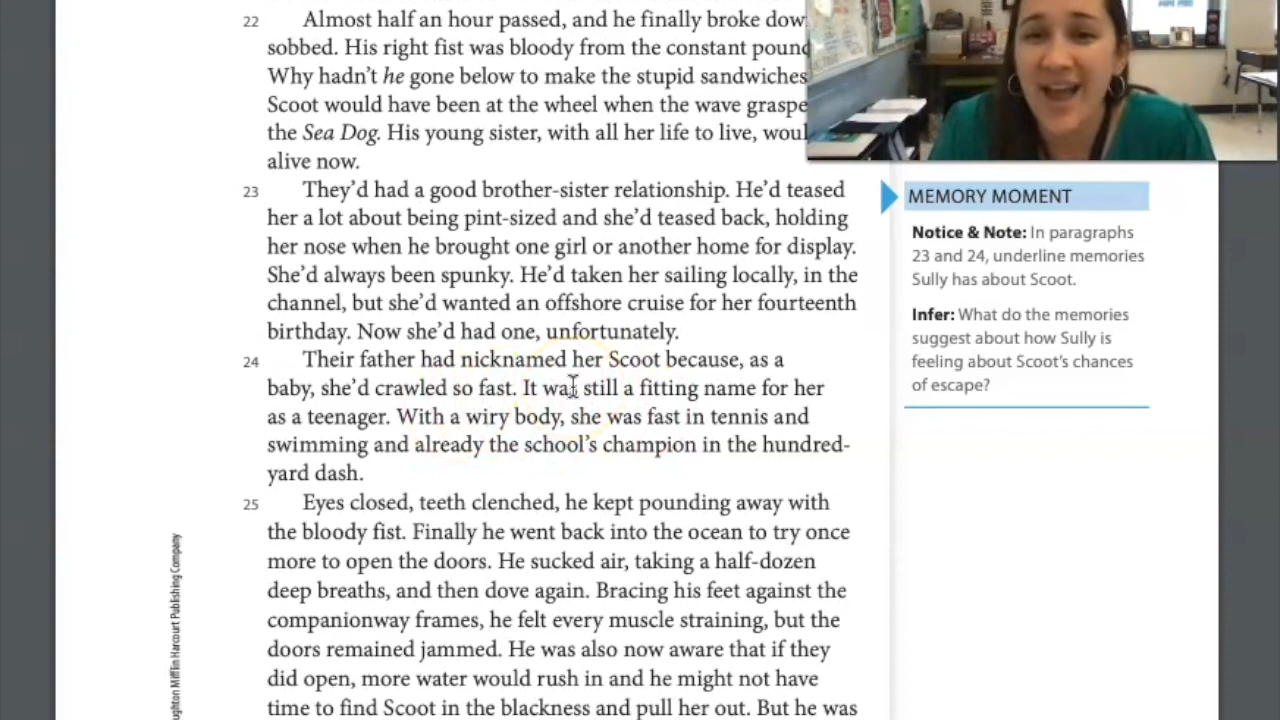 22 Almost half an hour passed, and he finally broke
sobbed. His right fist was bloody from the constant
Why hadn’t he gone below to make the stupid sandwiches
Scoot would have been at the wheel when the wave
the Sea Dog. His young sister, with all her life to live,
alive now.
23 They’d had a good brother-sister relationship. He’d teased
her a lot about being pint-sized and she’d teased back, holding
her nose when he brought one girl or another home for display.
She’d always been spunky. He’d taken her sailing locally, in the
channel, but she’d wanted an offshore cruise for her fourteenth
birthday. Now she’d had one, unfortunately.
24 Their father had nicknamed her Scoot because, as a
baby, she’d crawled so fast. It was still a fitting name for her
as a teenager. With a wiry body, she was fast in tennis and
swimming and already the school’s champion in the hundred-
yard dash.
25 Eyes closed, teeth clenched, he kept pounding away with
the bloody fist. Finally he went back into the ocean to try once
more to open the doors. He sucked air, taking a half-dozen
deep breaths, and then dove again. Bracing his feet against the
companionway frames, he felt every muscle straining, but the
doors remained jammed. He was also now aware that if they
did open, more water would rush in and he might not have
time to find Scoot in the blackness and pull her out. But he was
MEMORY MOMENT
Notice & Note: In paragraphs
23 and 24, underline memories
Sully has about Scoot.
Infer: What do the memories
suggest about how Sully is
feeling about Scoot’s chances
of escape?
Mifflin Harcourt Publishing Company